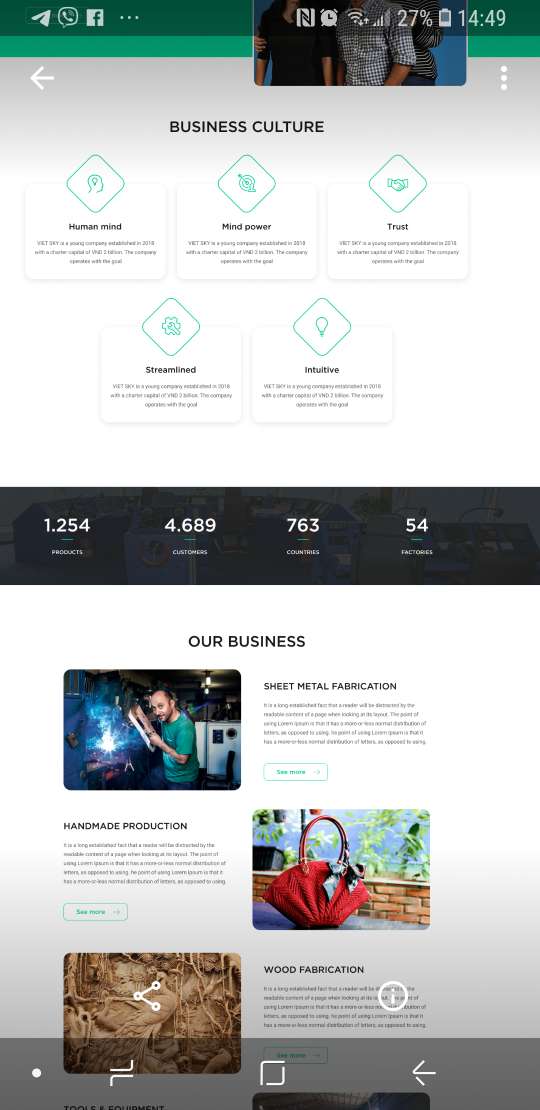 27% 14:49
BUSINESS CULTURE
Human mind
VIET SKY is a young company established in 2018
with a charter capital of VND 2 billion. The company
operates with the goal
Mind power
VIET SKY is a young company established in 2018
with a charter capital of VND 2 billion. The company
operates with the goal
Trust
VIET SKY is a young company established in 2018
with a charter capital of VND 2 billion. The company
operates with the goal
Streamlined
VIET SKY is a young company established in 2018
with a charter capital of VND 2 billion. The company
operates with the goal
Intuitive
VIET SKY is a young company established in 2018
with a charter capital of VND 2 billion. The company
operates with the goal
1.254
PRODUCTS
4.689
CUSTOMERS
763
COUNTRIES
54
FACTORIES
OUR BUSINESS
SHEET METAL FABRICATION
It is a long established fact that a reader will be distracted by the
readable content of a page when looking at its layout. The point of
using Lorem Ipsum is that it has a more-or-less normal distribution of
letters, as opposed to using. he point of using Lorem Ipsum is that it
has a more-or-less normal distribution of letters, as opposed to using.
See more
HANDMADE PRODUCTION
It is a long established fact that a reader will be distracted by the
readable content of a page when looking at its layout. The point of
using Lorem Ipsum is that it has a more-or-less normal distribution of
letters, as opposed to using. he point of using Lorem Ipsum is that it
has a more-or-less normal distribution of letters, as opposed to using.
See more
WOOD FABRICATION
It is a long established fact that a reader will be distracted by the
readable content of a page when looking at its layout. The point of
using Lorem Ipsum is that it has a more-or-less normal distribution of
letters, as opposed to using. he point of using Lorem Ipsum is that it
has a more-or-less normal distribution of letters, as opposed to using.
See more
TOOLS & EQUIPMENT